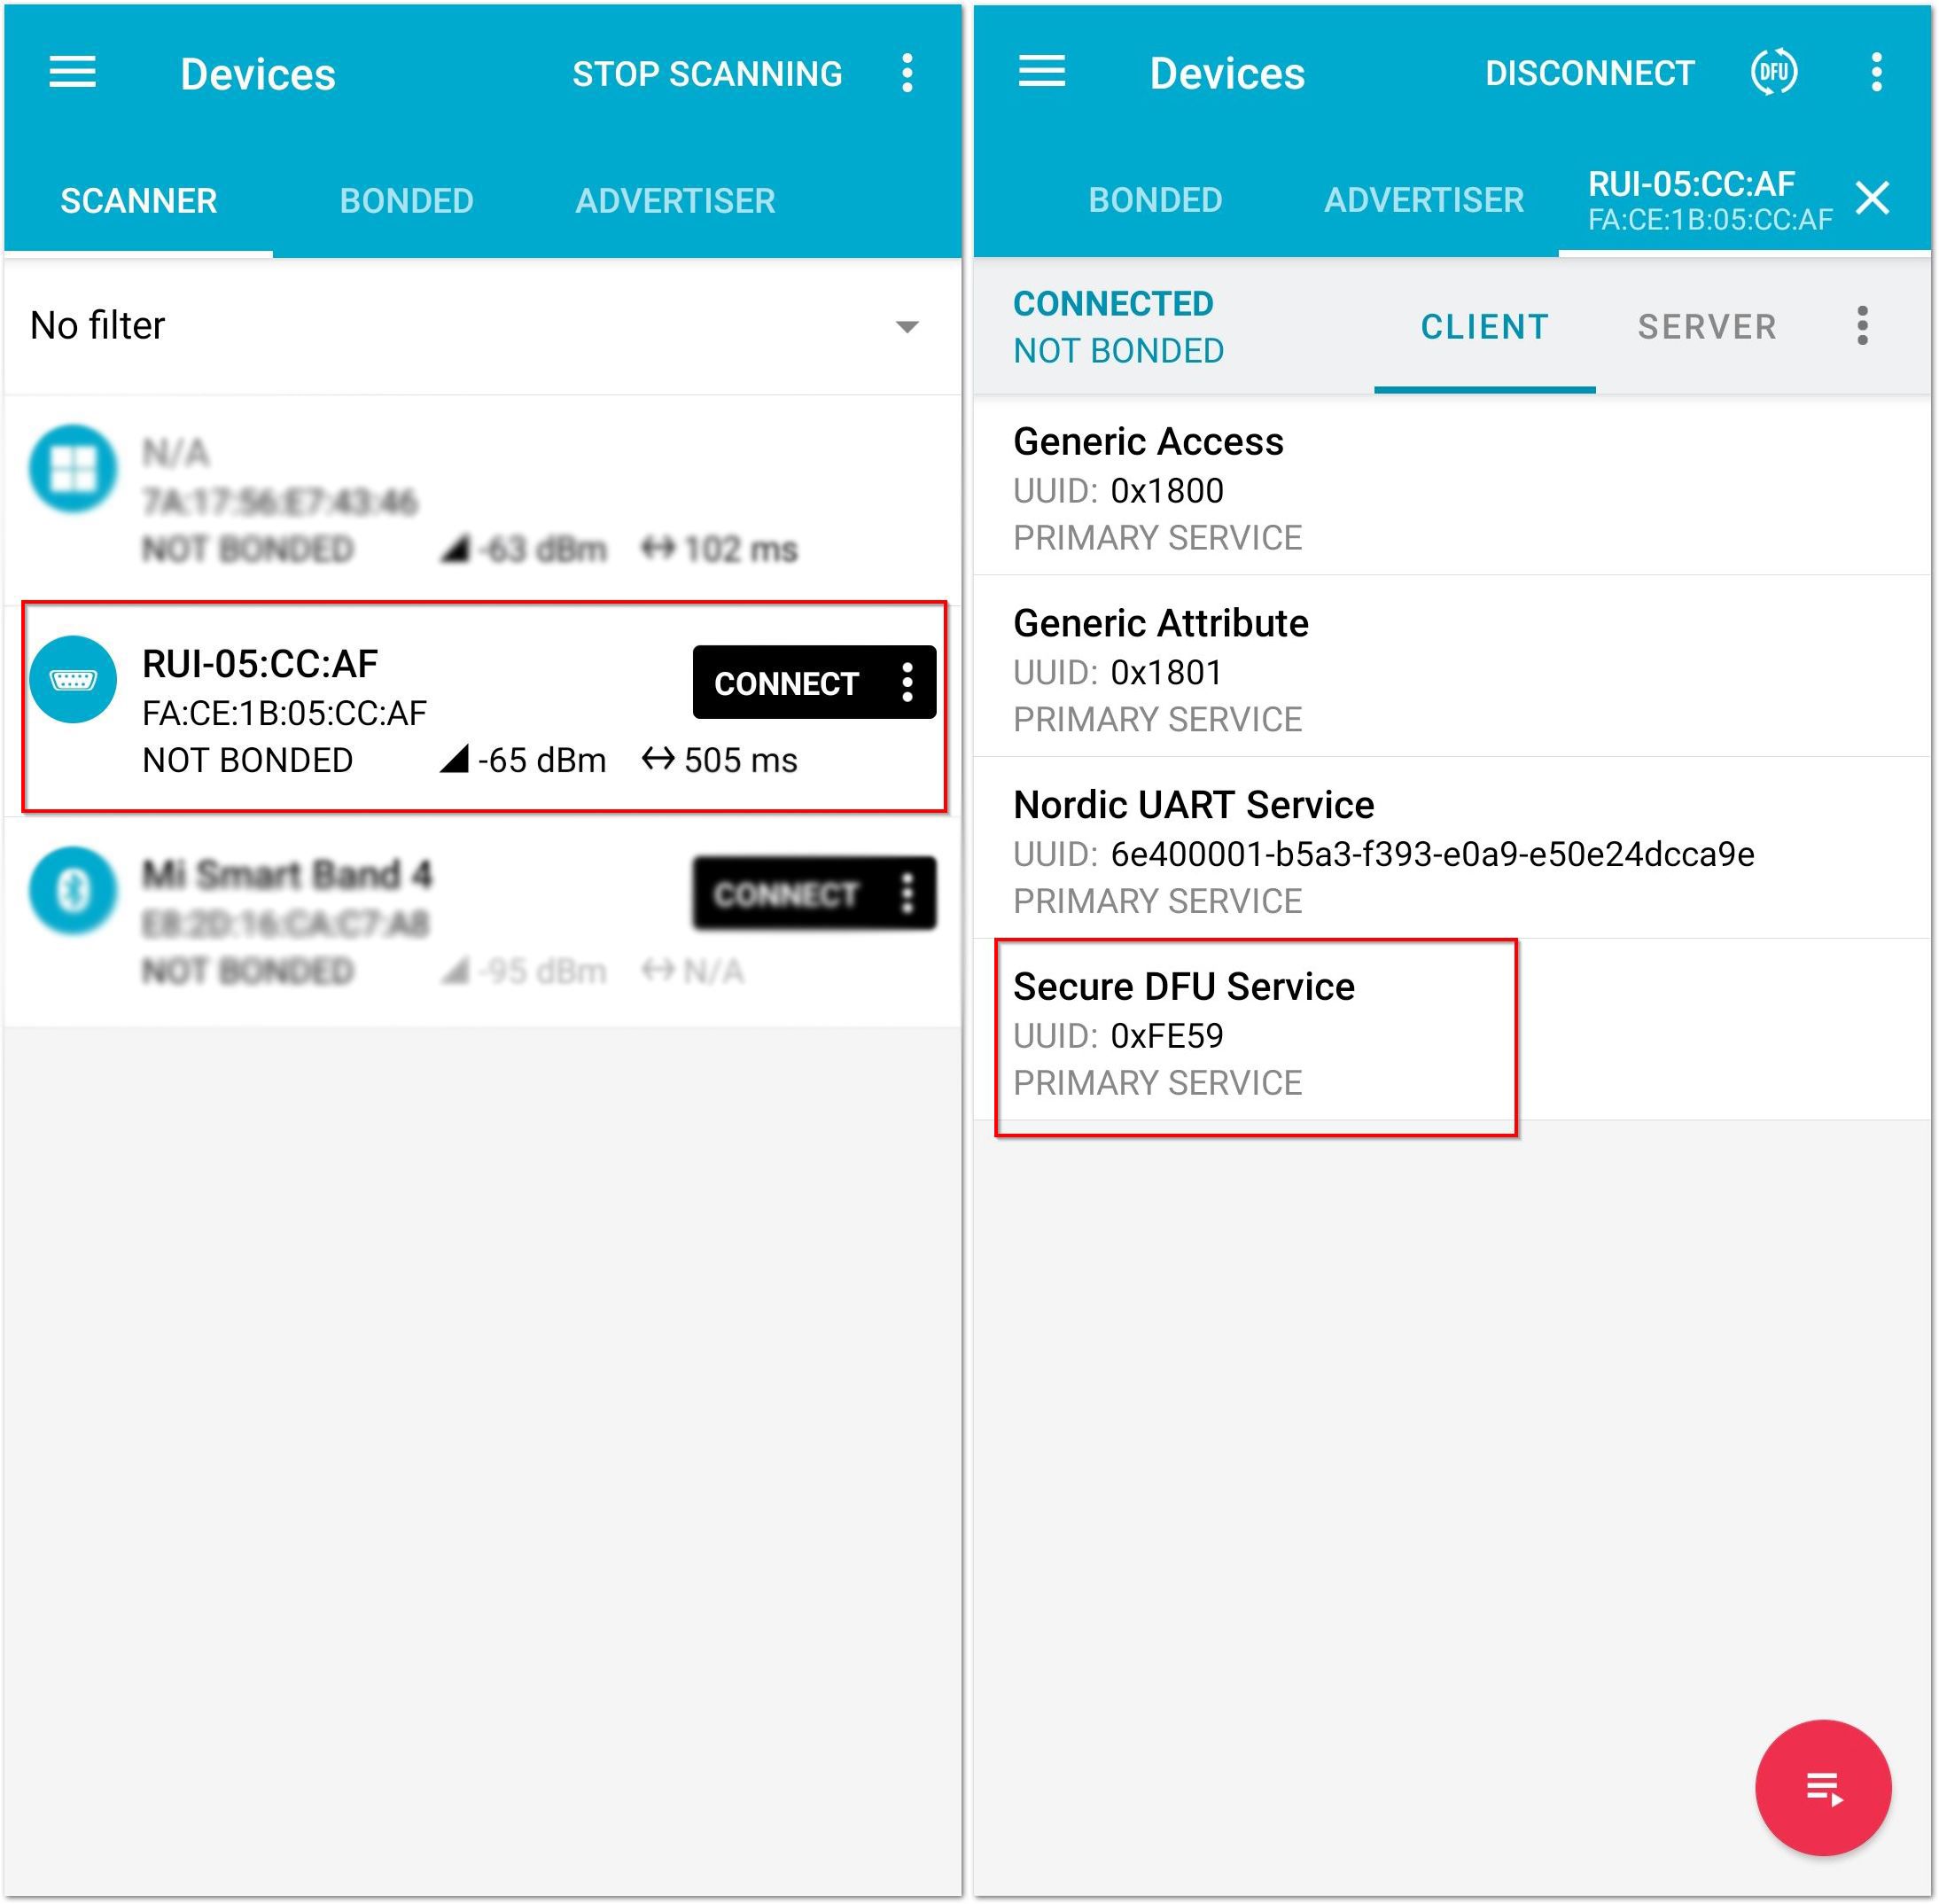 Devices
STOP SCANNING
SCANNER
BONDED
ADVERTISER
No filter
N/A
7A:17:56:E7:43:46
NOT BONDED
-63 dBm
102 ms
RUI-05:CC:AF
CONNECT
FA:CE:1B:05:CC:AF
NOT BONDED
-65 dBm
505 ms
Mi Smart Band 4
CONNECT
E8:2D:16:CA:C7:A8
NOT BONDED
-95 dBm
N/A
Devices
DISCONNECT
DFU
BONDED
ADVERTISER
RUI-05:CC:AF
FA:CE:1B:05:CC:AF
CONNECTED
NOT BONDED
CLIENT
SERVER
Generic Access
UUID: 0x1800
PRIMARY SERVICE
Generic Attribute
UUID: 0x1801
PRIMARY SERVICE
Nordic UART Service
UUID: 6e400001-b5a3-f393-e0a9-e50e24dcca9e
PRIMARY SERVICE
Secure DFU Service
UUID: 0xFE59
PRIMARY SERVICE